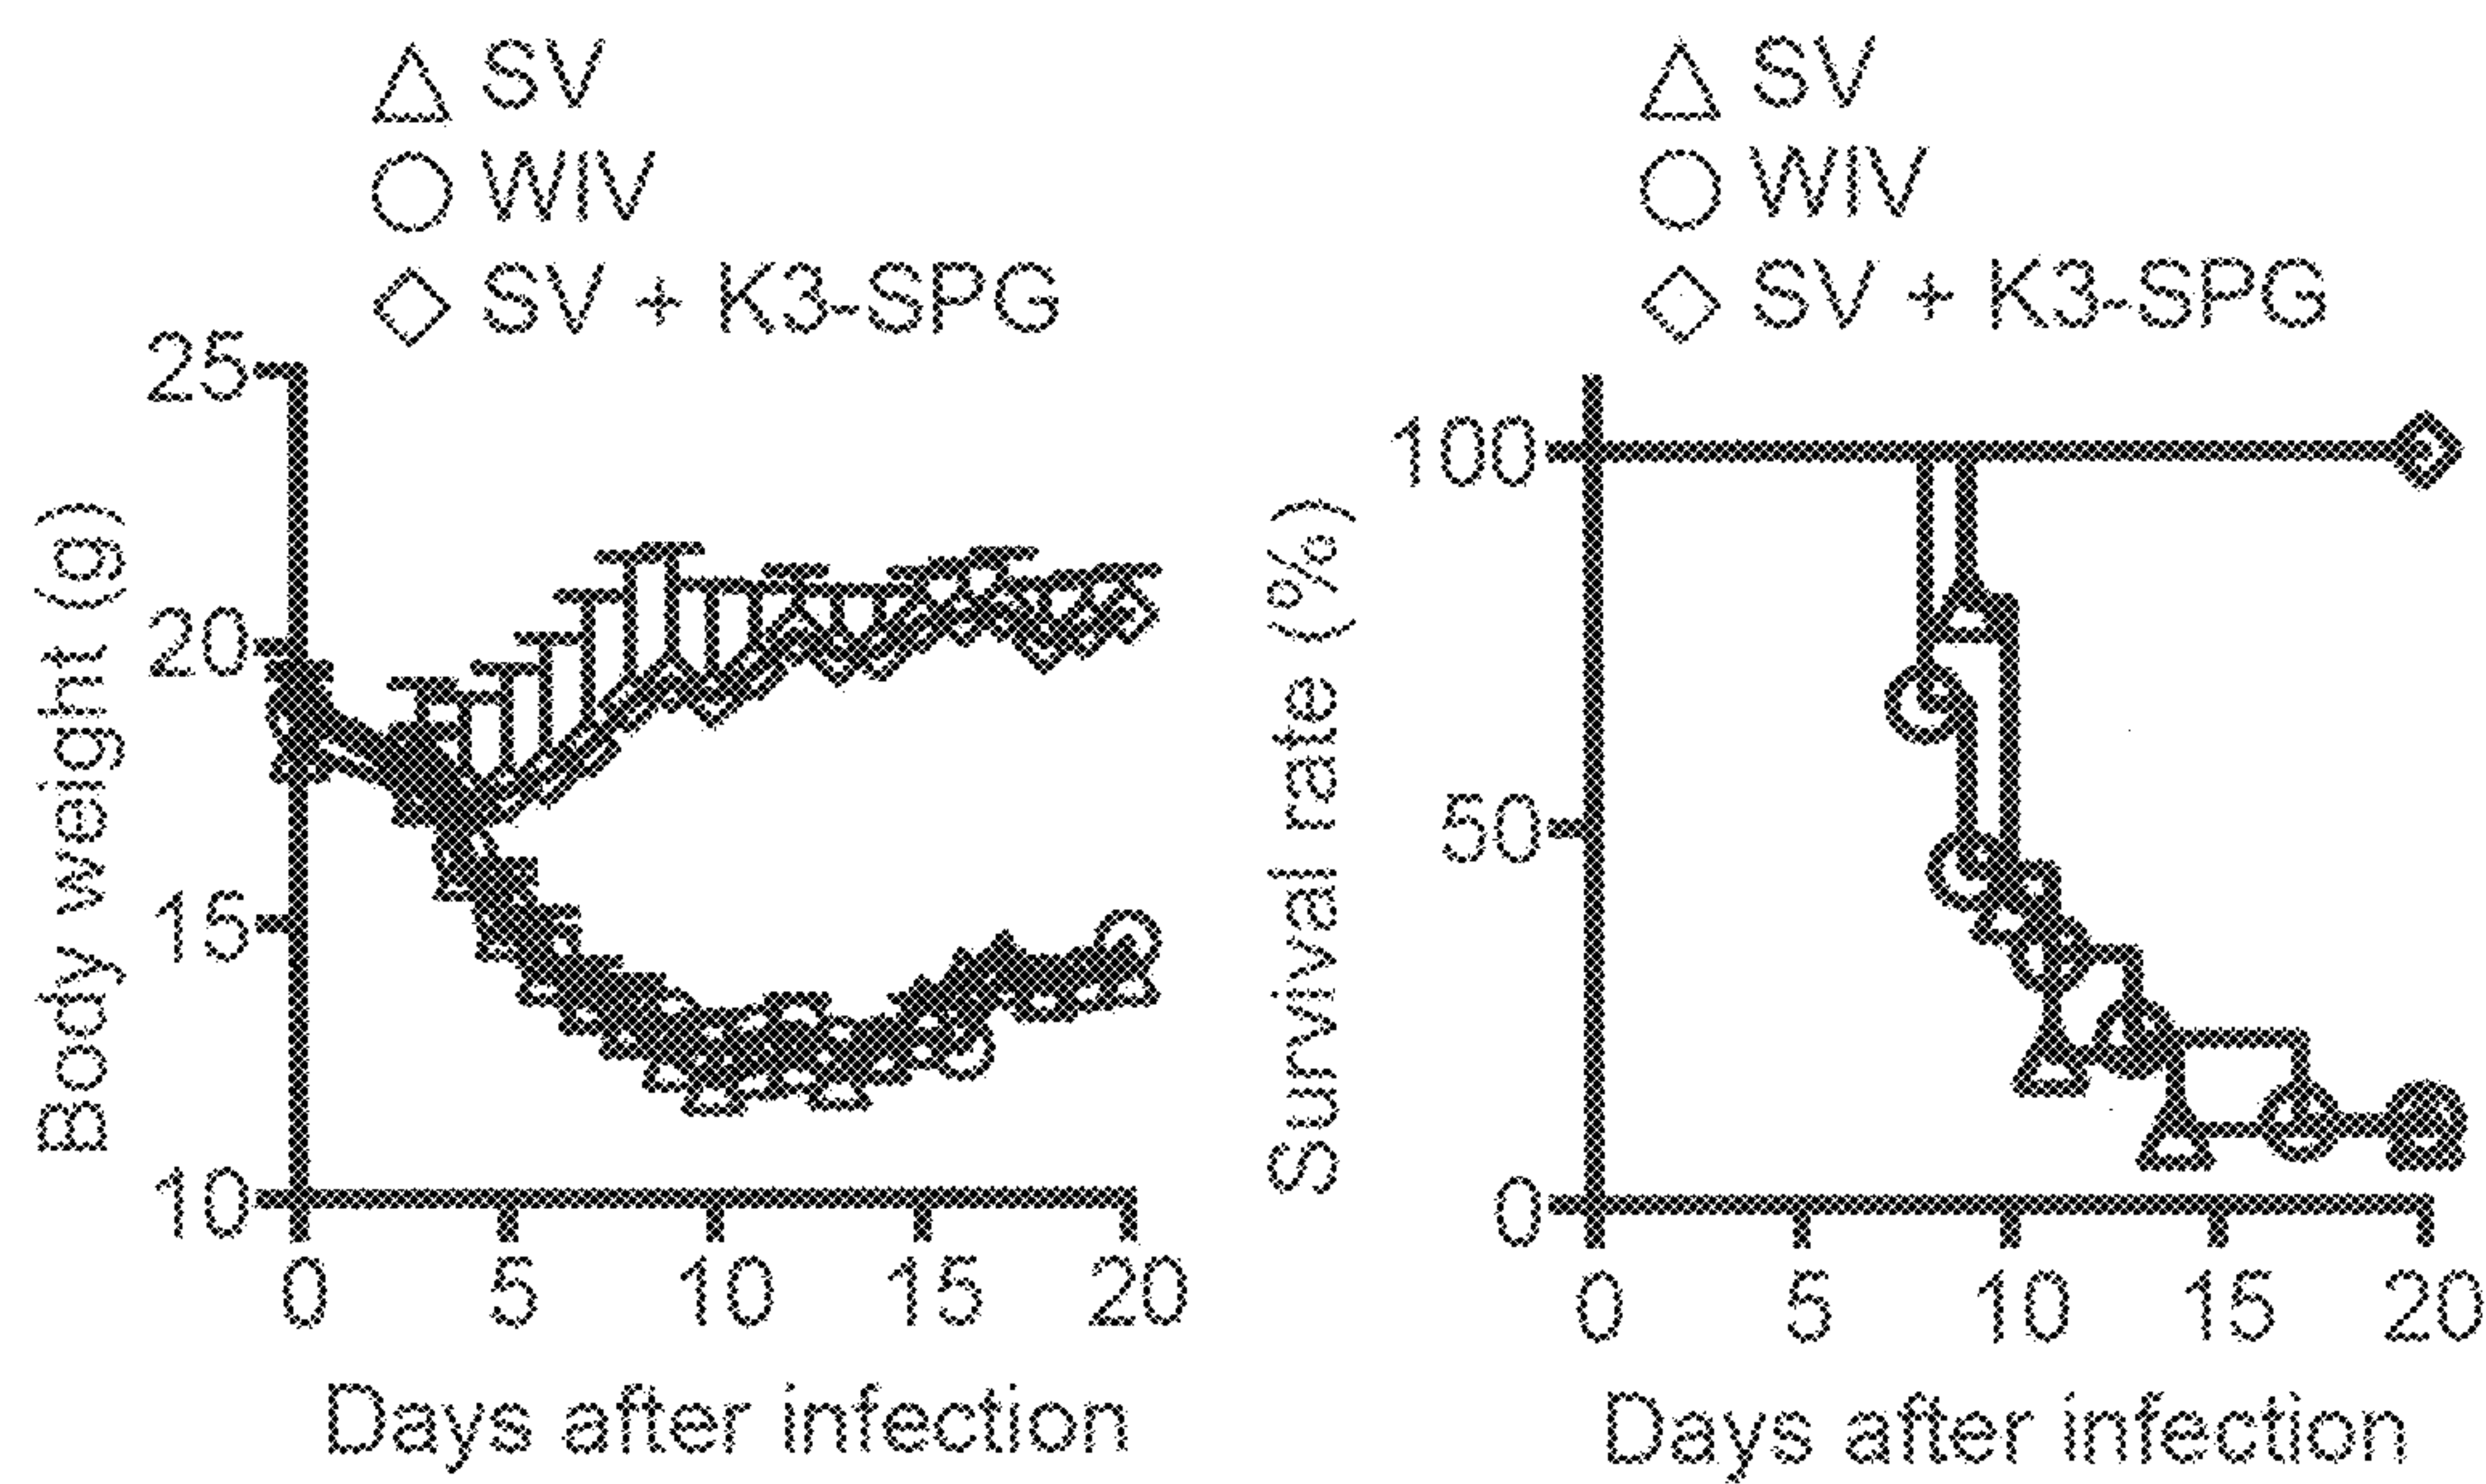 SV
WIV
SV + K3-SPG
25
20
15
10
Body weight (g)
0 5 10 15 20
Days after infection
SV
WIV
SV + K3-SPG
100
50
0
Survival rate (%)
0 5 10 15 20
Days after infection